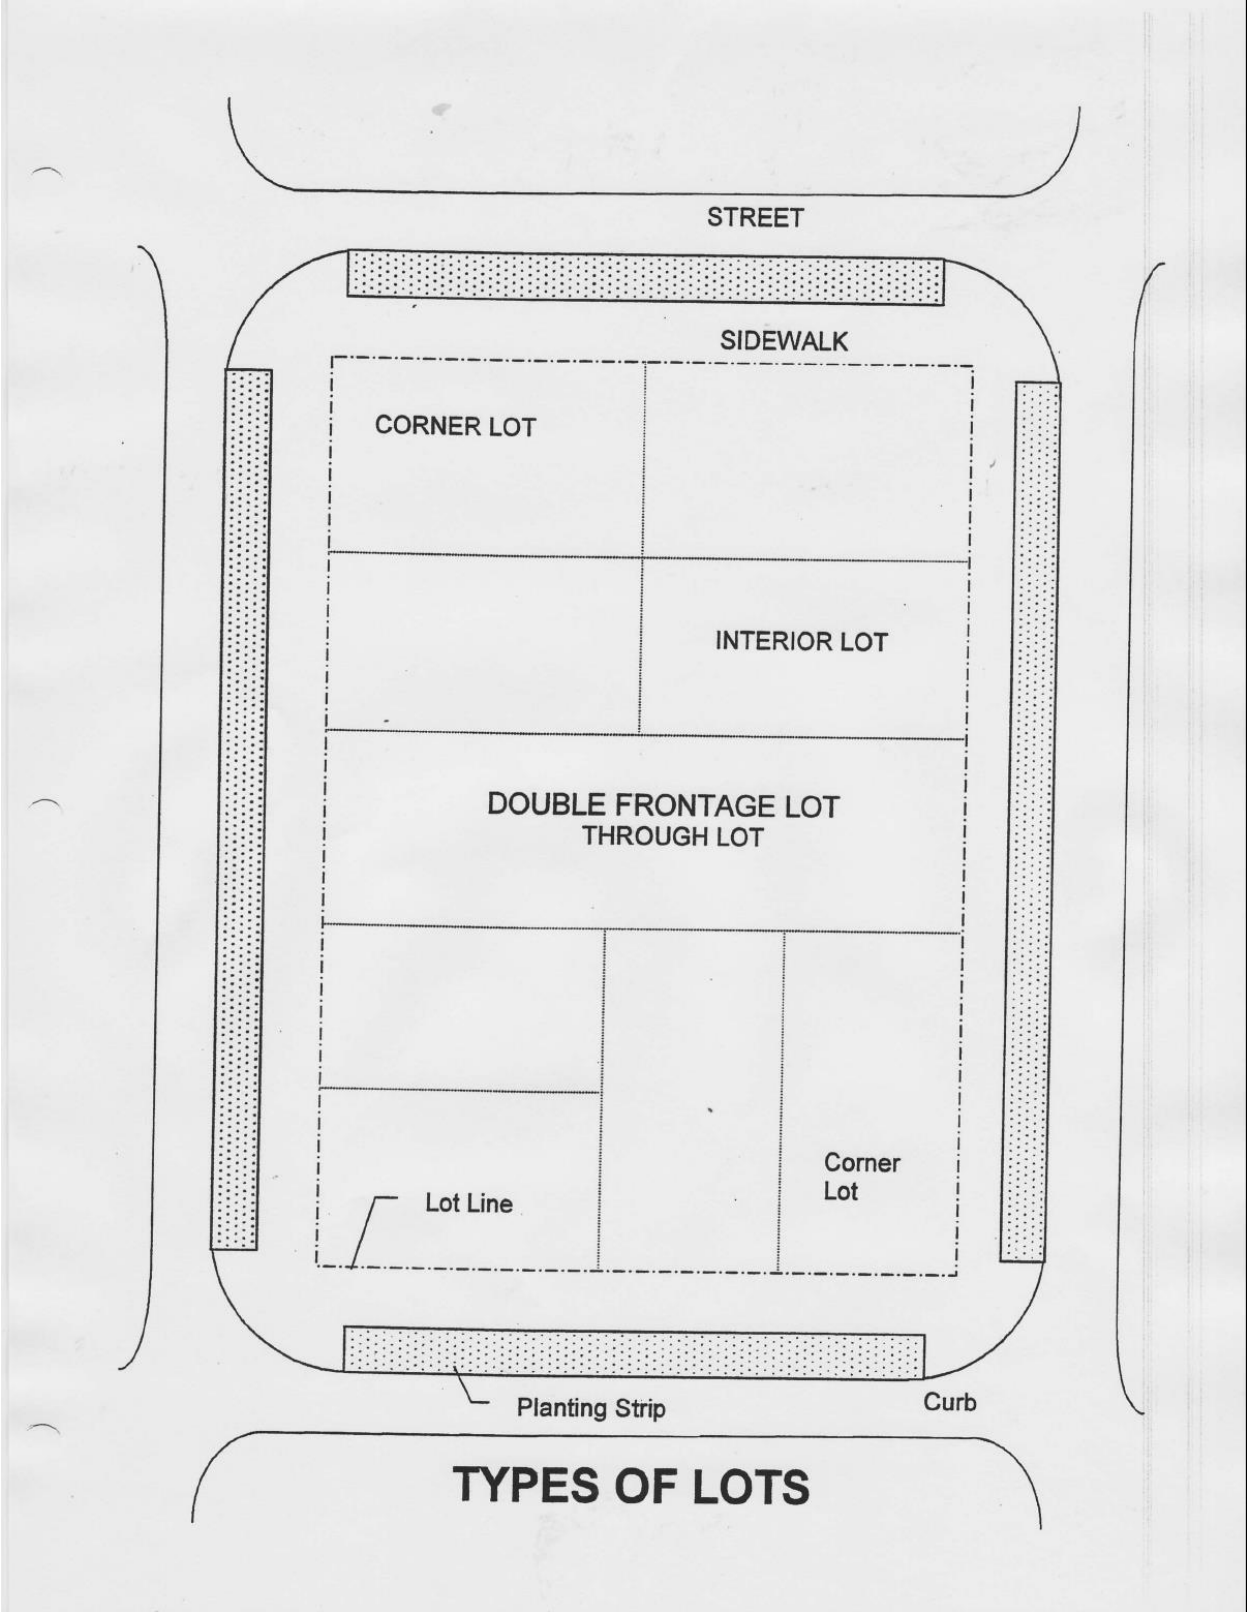 STREET
SIDEWALK
CORNER LOT
INTERIOR LOT
DOUBLE FRONTAGE LOT
THROUGH LOT
Corner
Lot
Lot Line
Planting Strip
Curb
TYPES OF LOTS